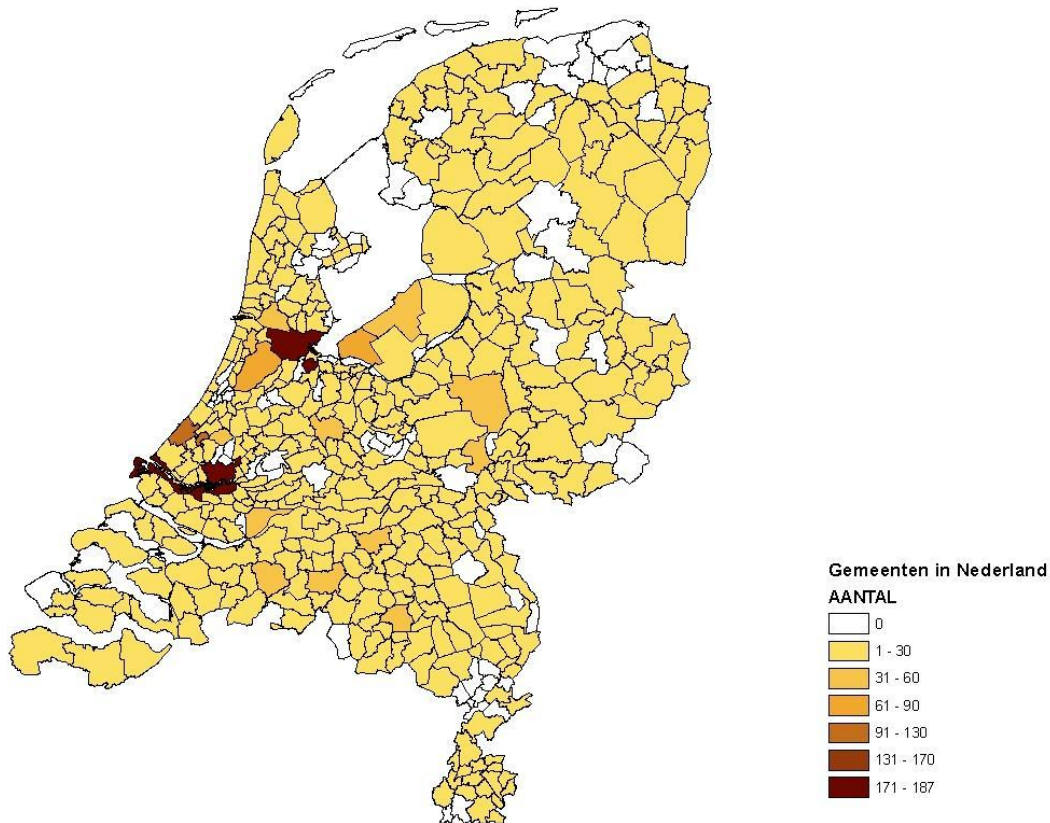 Gemeenten in Nederland
AANTAL
0
1 - 30
31 - 60
61 - 90
91 - 130
131 - 170
171 - 187